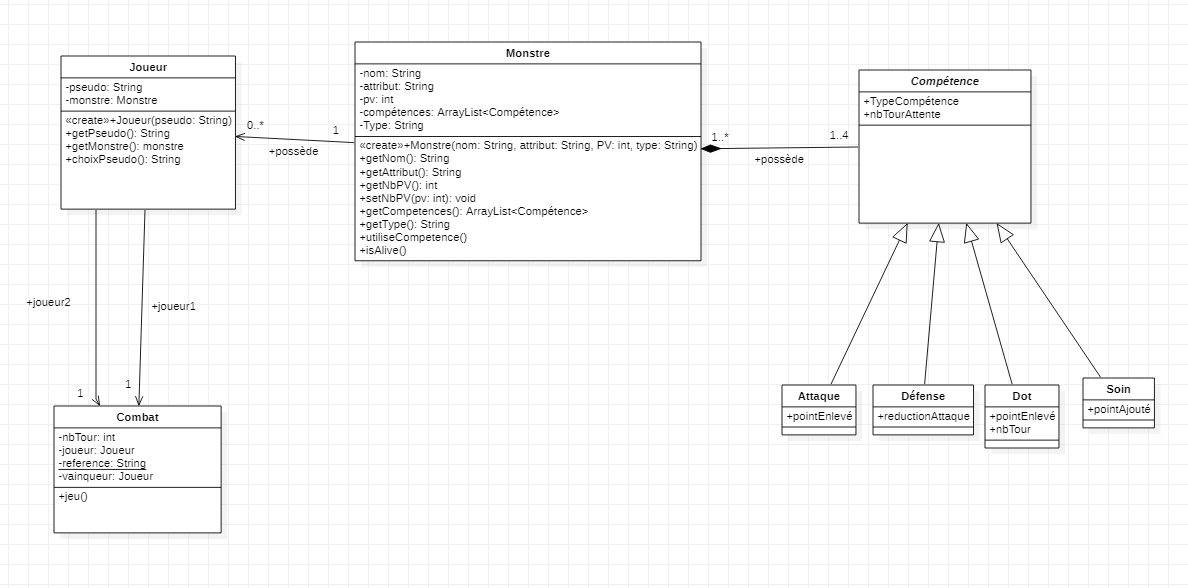 Joueur
-pseudo: String
-monstre: Monstre
«create»+Joueur(pseudo: String)
+getPseudo(): String
+getMonstre(): monstre
+choixPseudo(): String
0..*
1
+possède
Monstre
-nom: String
-attribut: String
-pv: int
-compétences: ArrayList<Compétence>
-Type: String
«create»+Monstre(nom: String, attribut: String, PV: int, type: String)
+getNom(): String
+getAttribut(): String
+getNbPV(): int
+setNbPV(pv: int): void
+getCompetences(): ArrayList<Compétence>
+getType(): String
+utiliseCompetence()
+isAlive()
1..*
1..4
+possède
Compétence
+TypeCompétence
+nbTourAttente
+joueur2
+joueur1
1
1
Combat
-nbTour: int
-joueur: Joueur
-reference: String
-vainqueur: Joueur
+jeu()
Attaque
+pointEnlevé
Défense
+reductionAttaque
Dot
+pointEnlevé
+nbTour
Soin
+pointAjouté